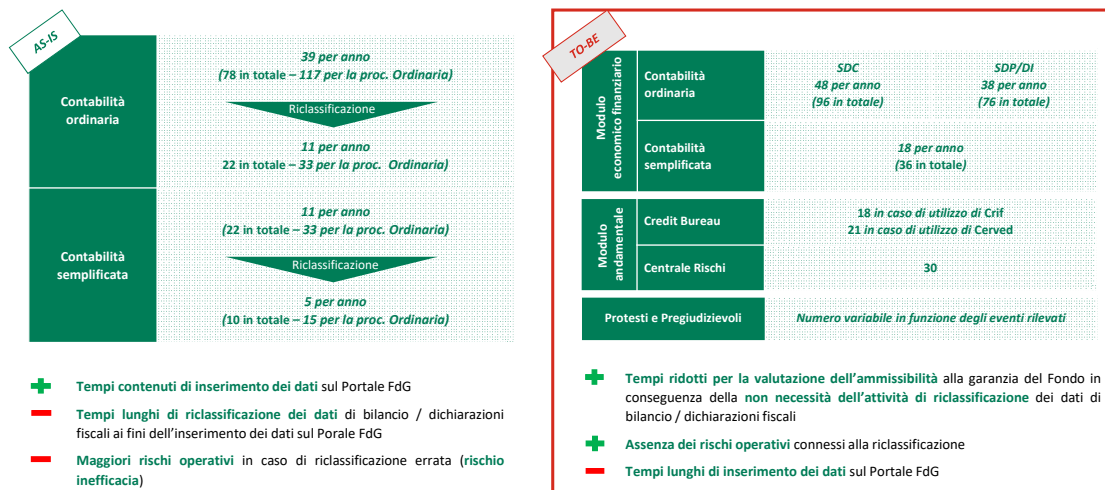 AS-IS
Contabilità
ordinaria
39 per anno
(78 in totale – 117 per la proc. Ordinaria)
Riclassificazione
11 per anno
22 in totale – 33 per la proc. Ordinaria)
Contabilità
semplificata
11 per anno
(22 in totale – 33 per la proc. Ordinaria)
Riclassificazione
5 per anno
(10 in totale – 15 per la proc. Ordinaria)
Tempi contenuti di inserimento dei dati sul Portale FdG
Tempi lunghi di riclassificazione dei dati di bilancio / dichiarazioni
fiscali ai fini dell'inserimento dei dati sul Porale FdG
Maggiori rischi operativi in caso di riclassificazione errata (rischio
inefficacia)
TO-BE
Modulo
economico finanziario
Contabilità
ordinaria
SDC
48 per anno
(96 in totale)
SDP/DI
38 per anno
(76 in totale)
Contabilità
semplificata
18 per anno
(36 in totale)
Modulo
andamentale
Credit Bureau
18 in caso di utilizzo di Crif
21 in caso di utilizzo di Cerved
Centrale Rischi
30
Protesti e Pregiudizievoli
Numero variabile in funzione degli eventi rilevati
Tempi ridotti per la valutazione dell'ammissibilità alla garanzia del Fondo in
conseguenza della non necessità dell'attività di riclassificazione dei dati di
bilancio / dichiarazioni fiscali
Assenza dei rischi operativi connessi alla riclassificazione
Tempi lunghi di inserimento dei dati sul Portale FdG